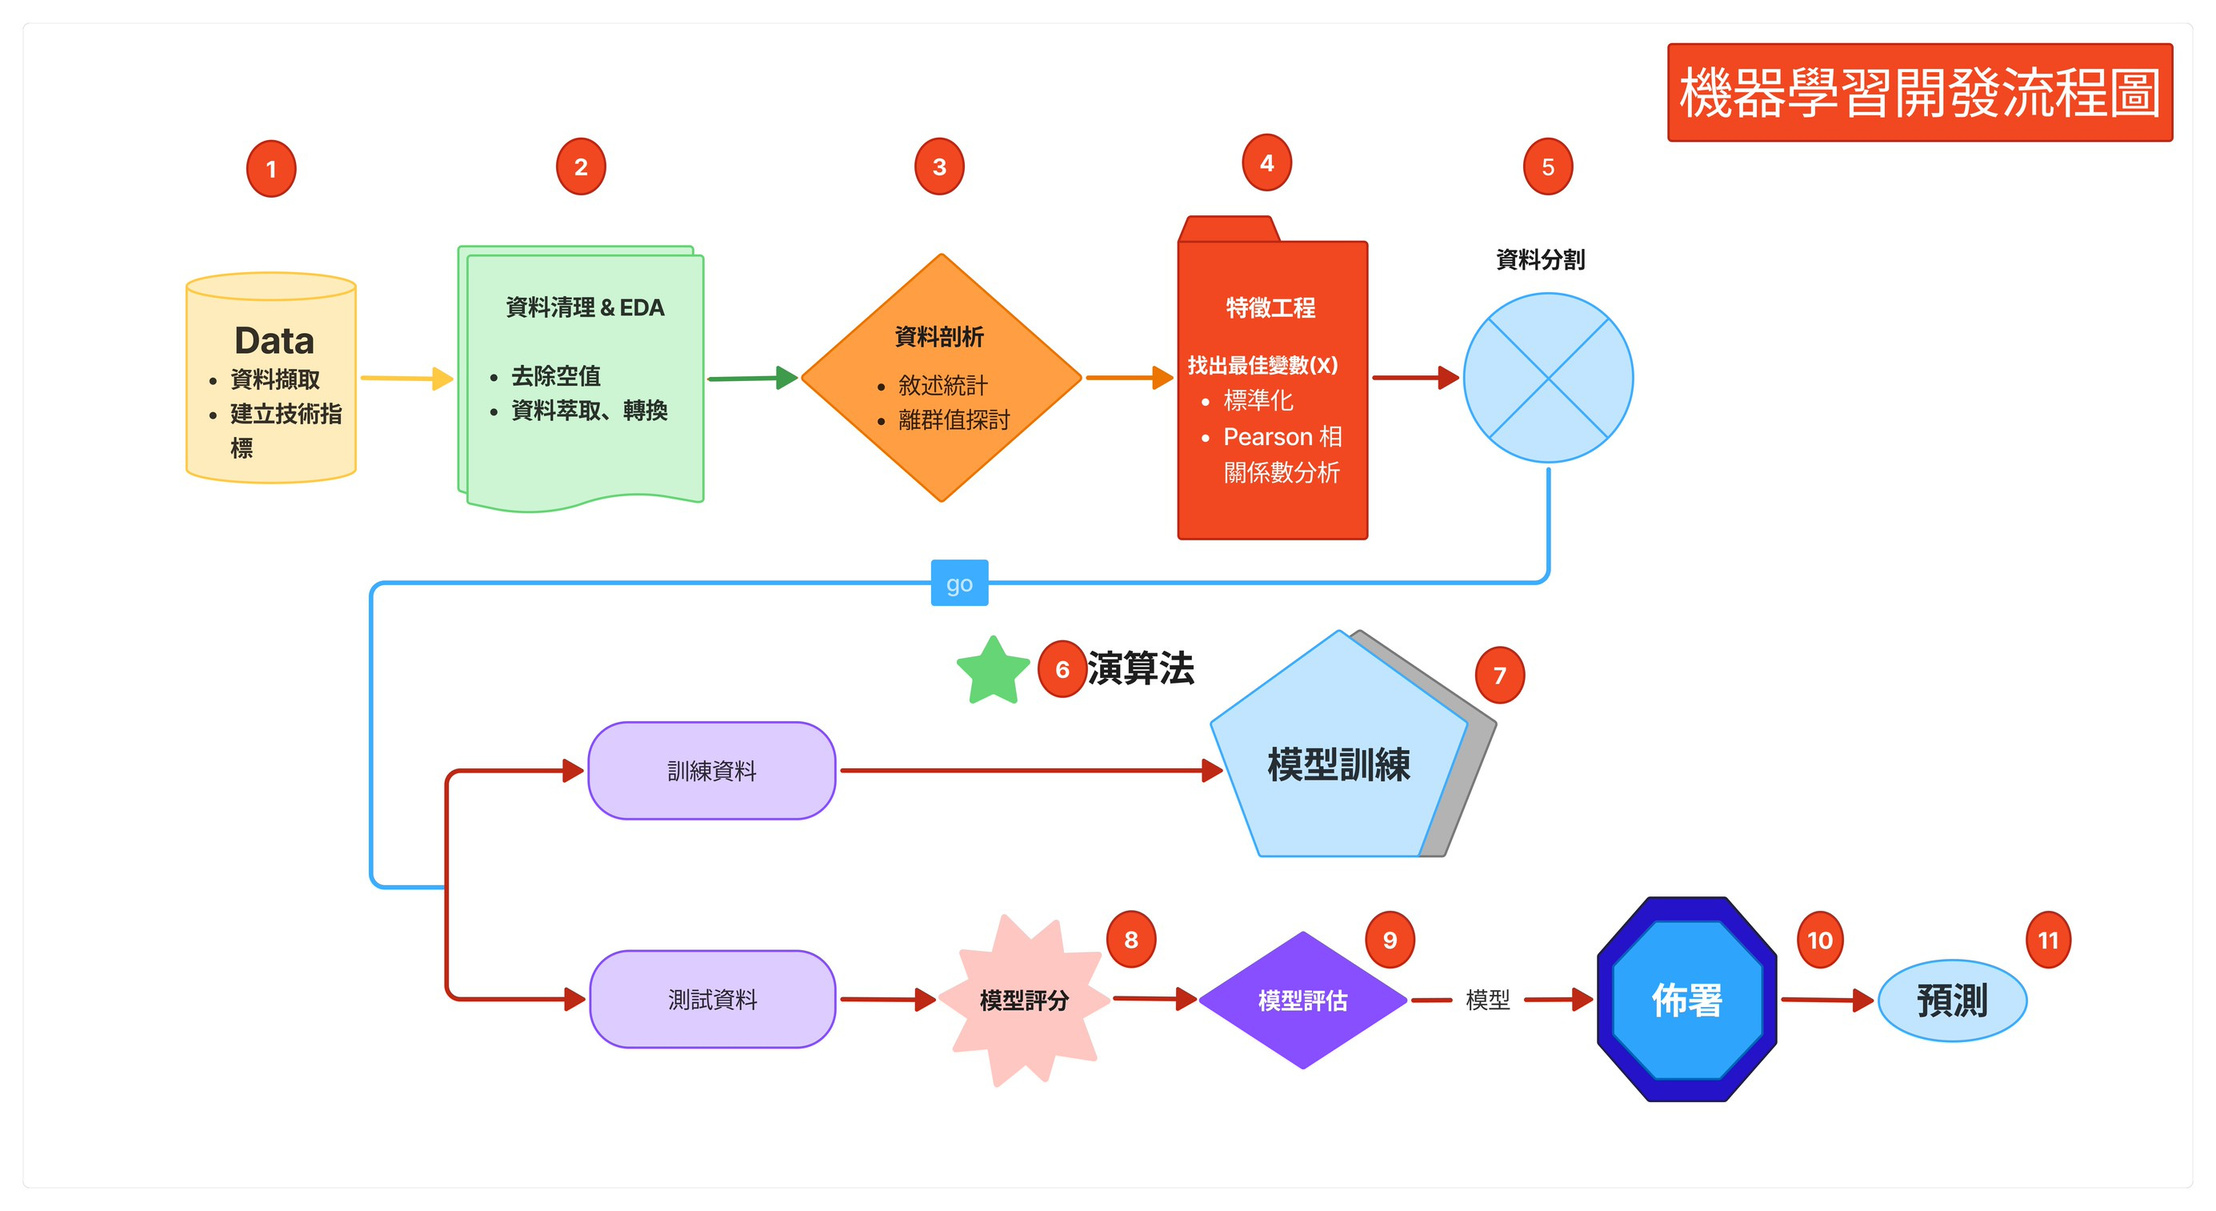 機器學習開發流程圖
1
2
3
4
5
Data
資料擷取
建立技術指
標
資料清理 & EDA
去除空值
資料萃取、轉換
資料剖析
敘述統計
離群值探討
特徵工程
找出最佳變數(X)
標準化
Pearson 相
關係數分析
資料分割
go
6
演算法
7
訓練資料
模型訓練
8
9
10
11
測試資料
模型評分
模型評估
模型
佈署
預測